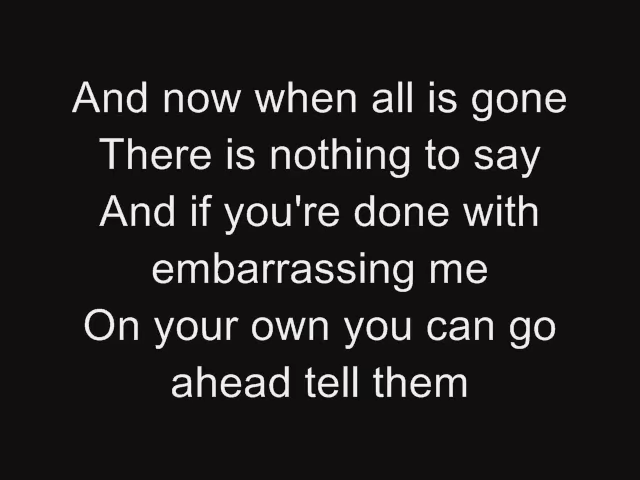 And now when all is gone
There is nothing to say
And if you're done with
embarrassing me
On your own you can go
ahead tell them